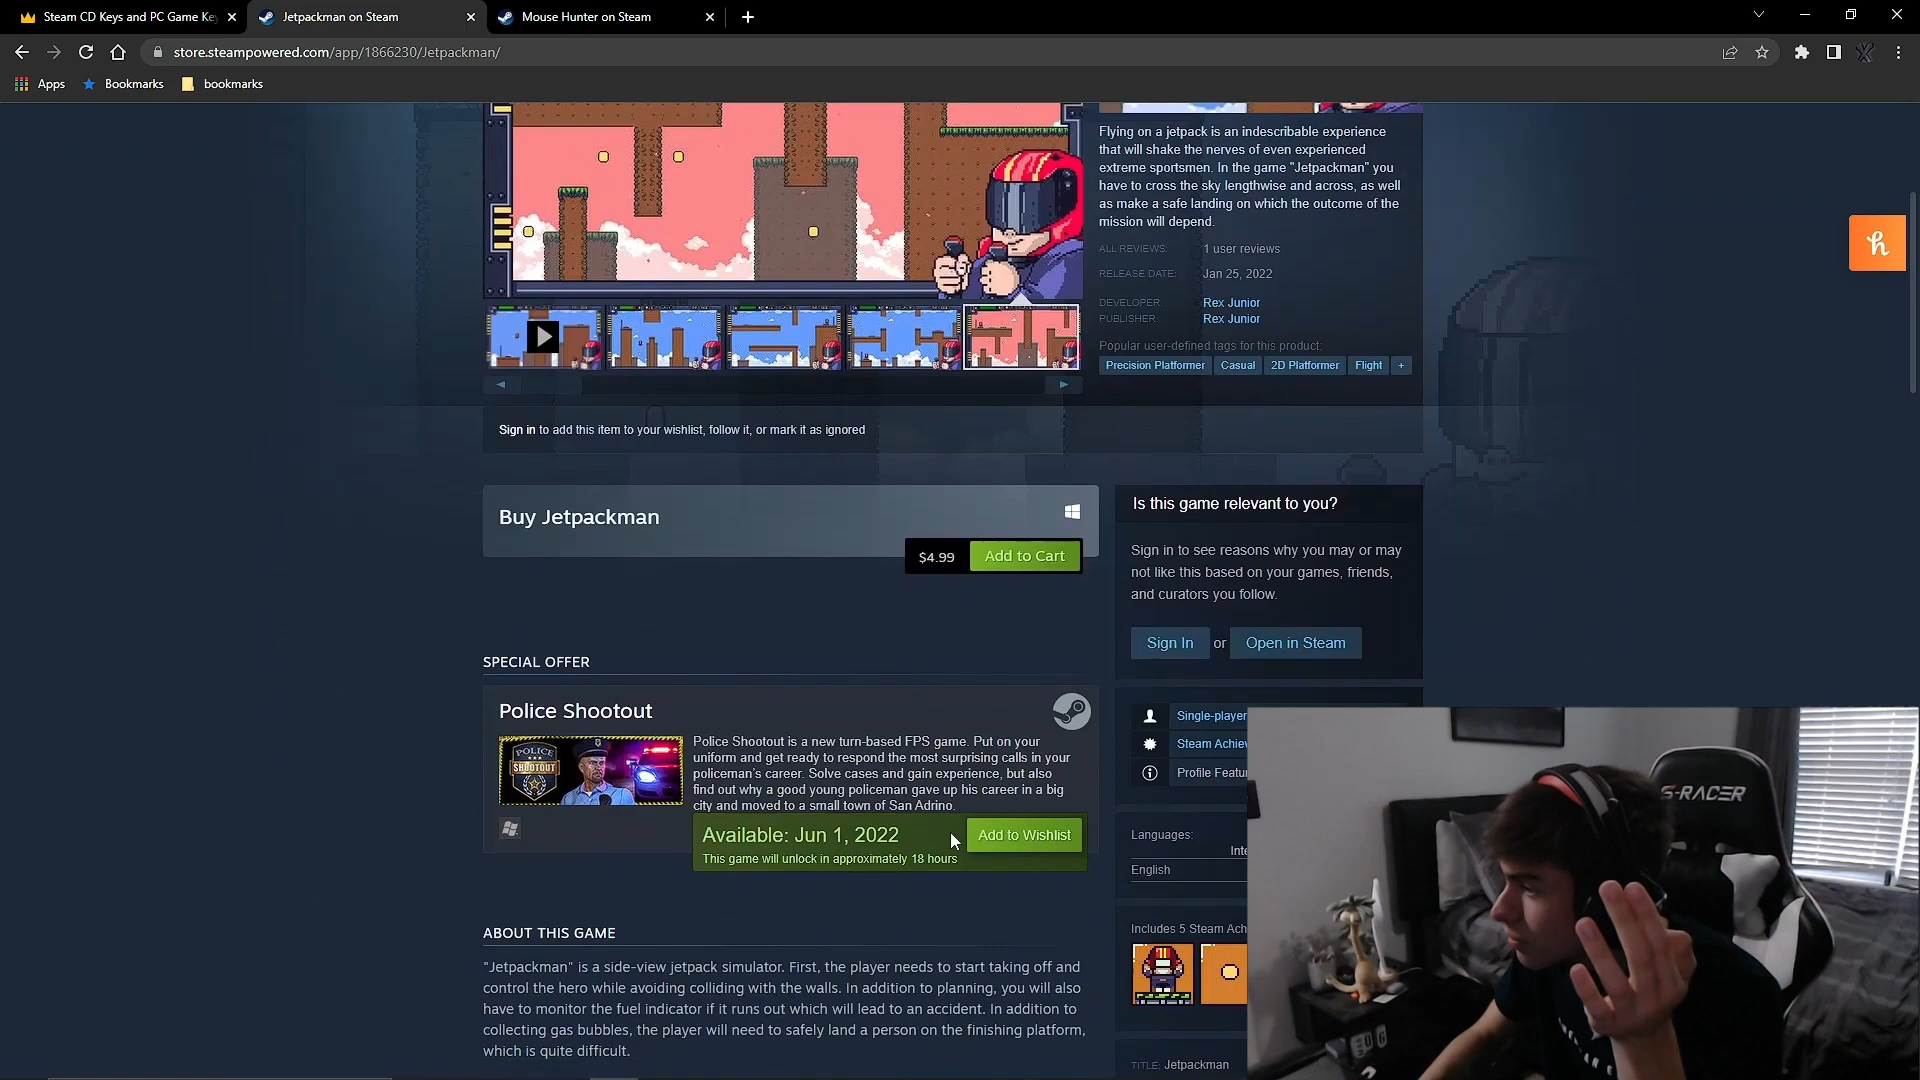 Steam CD Keys and PC Game Key
Jetpackman on Steam
Mouse Hunter on Steam
store.steampowered.com/app/1866230/Jetpackman/
Apps
Bookmarks
bookmarks
h
Flying on a jetpack is an indescribable experience
that will shake the nerves of even experienced
extreme sportsmen. In the game "Jetpackman" you
have to cross the sky lengthwise and across, as well
as make a safe landing on which the outcome of the
mission will depend.
ALL REVIEWS: 1 user reviews
RELEASE DATE: Jan 25, 2022
DEVELOPER: Rex Junior
PUBLISHER: Rex Junior
Popular user-defined tags for this product:
Precision Platformer Casual 2D Platformer Flight +
Sign in to add this item to your wishlist, follow it, or mark it as ignored
Buy Jetpackman
$4.99 Add to Cart
Is this game relevant to you?
Sign in to see reasons why you may or may
not like this based on your games, friends,
and curators you follow.
Sign In or Open in Steam
SPECIAL OFFER
Police Shootout
POLICE
SHOOTOUT
Police Shootout is a new turn-based FPS game. Put on your
uniform and get ready to respond the most surprising calls in your
policeman's career. Solve cases and gain experience, but also
find out why a good young policeman gave up his career in a big
city and moved to a small town of San Adrino.
Available: Jun 1, 2022
This game will unlock in approximately 18 hours
Add to Wishlist
Single-player
Steam Achiev
Profile Featu
Languages:
Inte
English
Includes 5 Steam Ach
TITLE: Jetpackman
ABOUT THIS GAME
"Jetpackman" is a side-view jetpack simulator. First, the player needs to start taking off and
control the hero while avoiding colliding with the walls. In addition to planning, you will also
have to monitor the fuel indicator if it runs out which will lead to an accident. In addition to
collecting gas bubbles, the player will need to safely land a person on the finishing platform,
which is quite difficult.
S-RACER